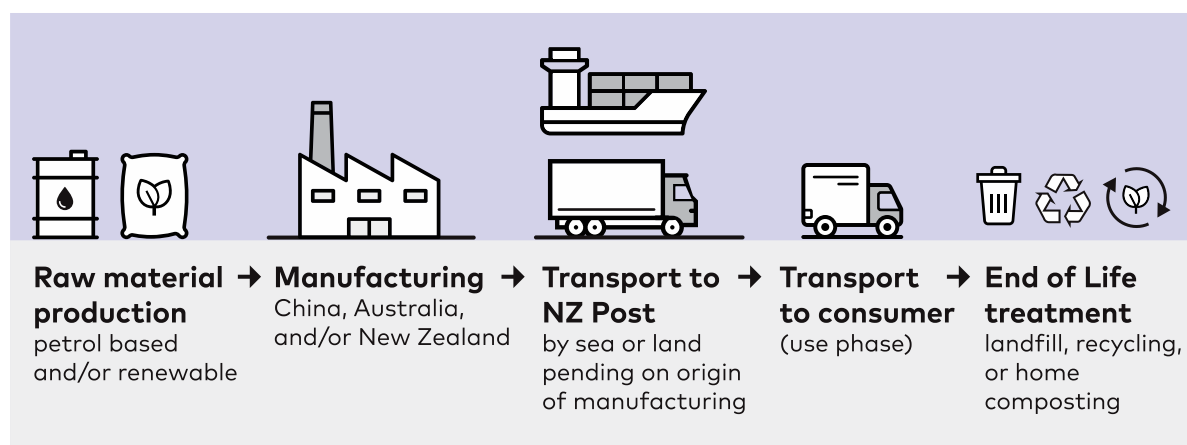 Raw material → Manufacturing → Transport to → Transport → End of Life
production
petrol based
and/or renewable
China, Australia,
and/or New Zealand
NZ Post
by sea or land
pending on origin
of manufacturing
to consumer
(use phase)
treatment
landfill, recycling,
or home
composting